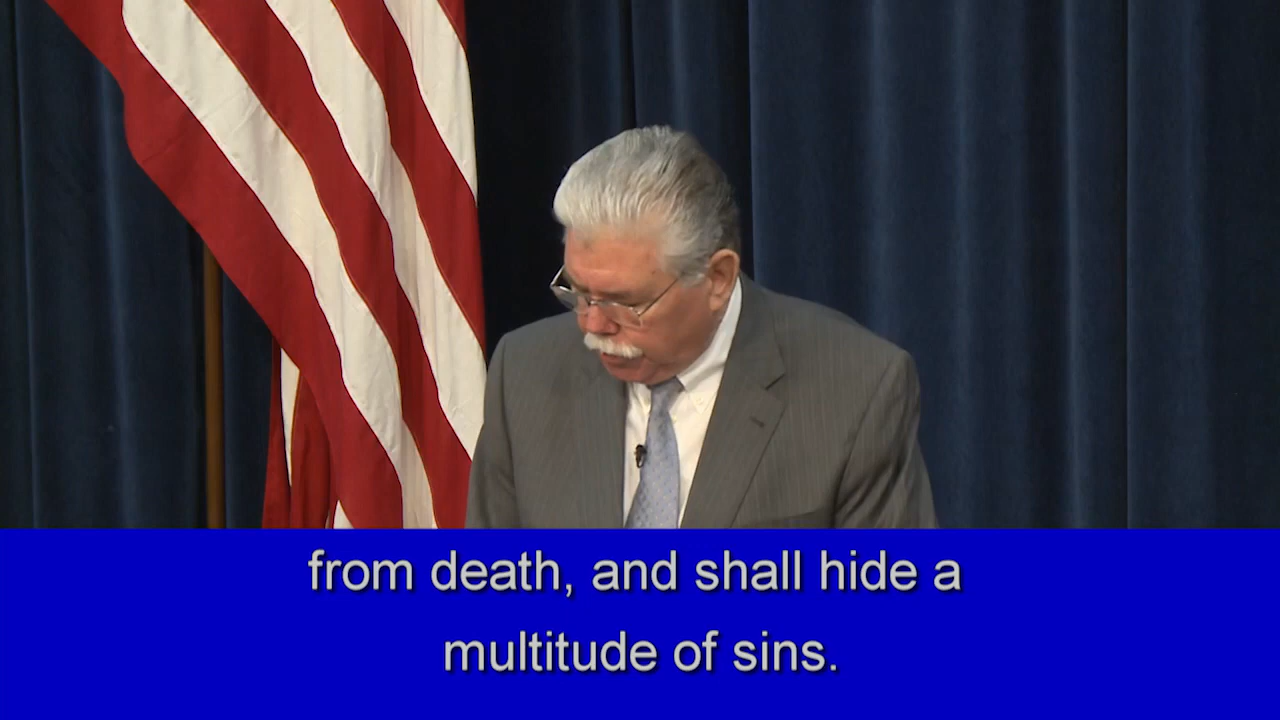 from death, and shall hide a
multitude of sins.